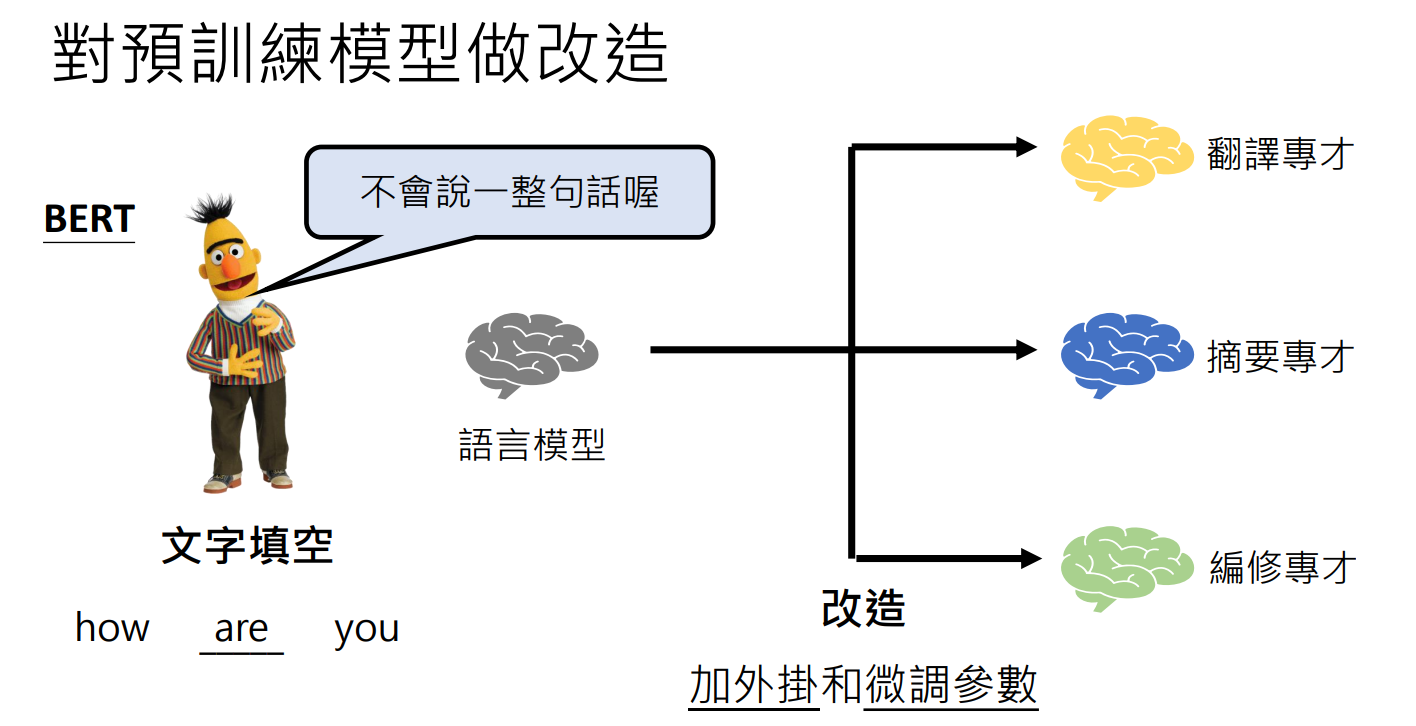 對預訓練模型做改造
不會說一整句話喔
BERT
翻譯專才
語言模型
摘要專才
文字填空
how are you
編修專才
改造
加外掛和微調參數